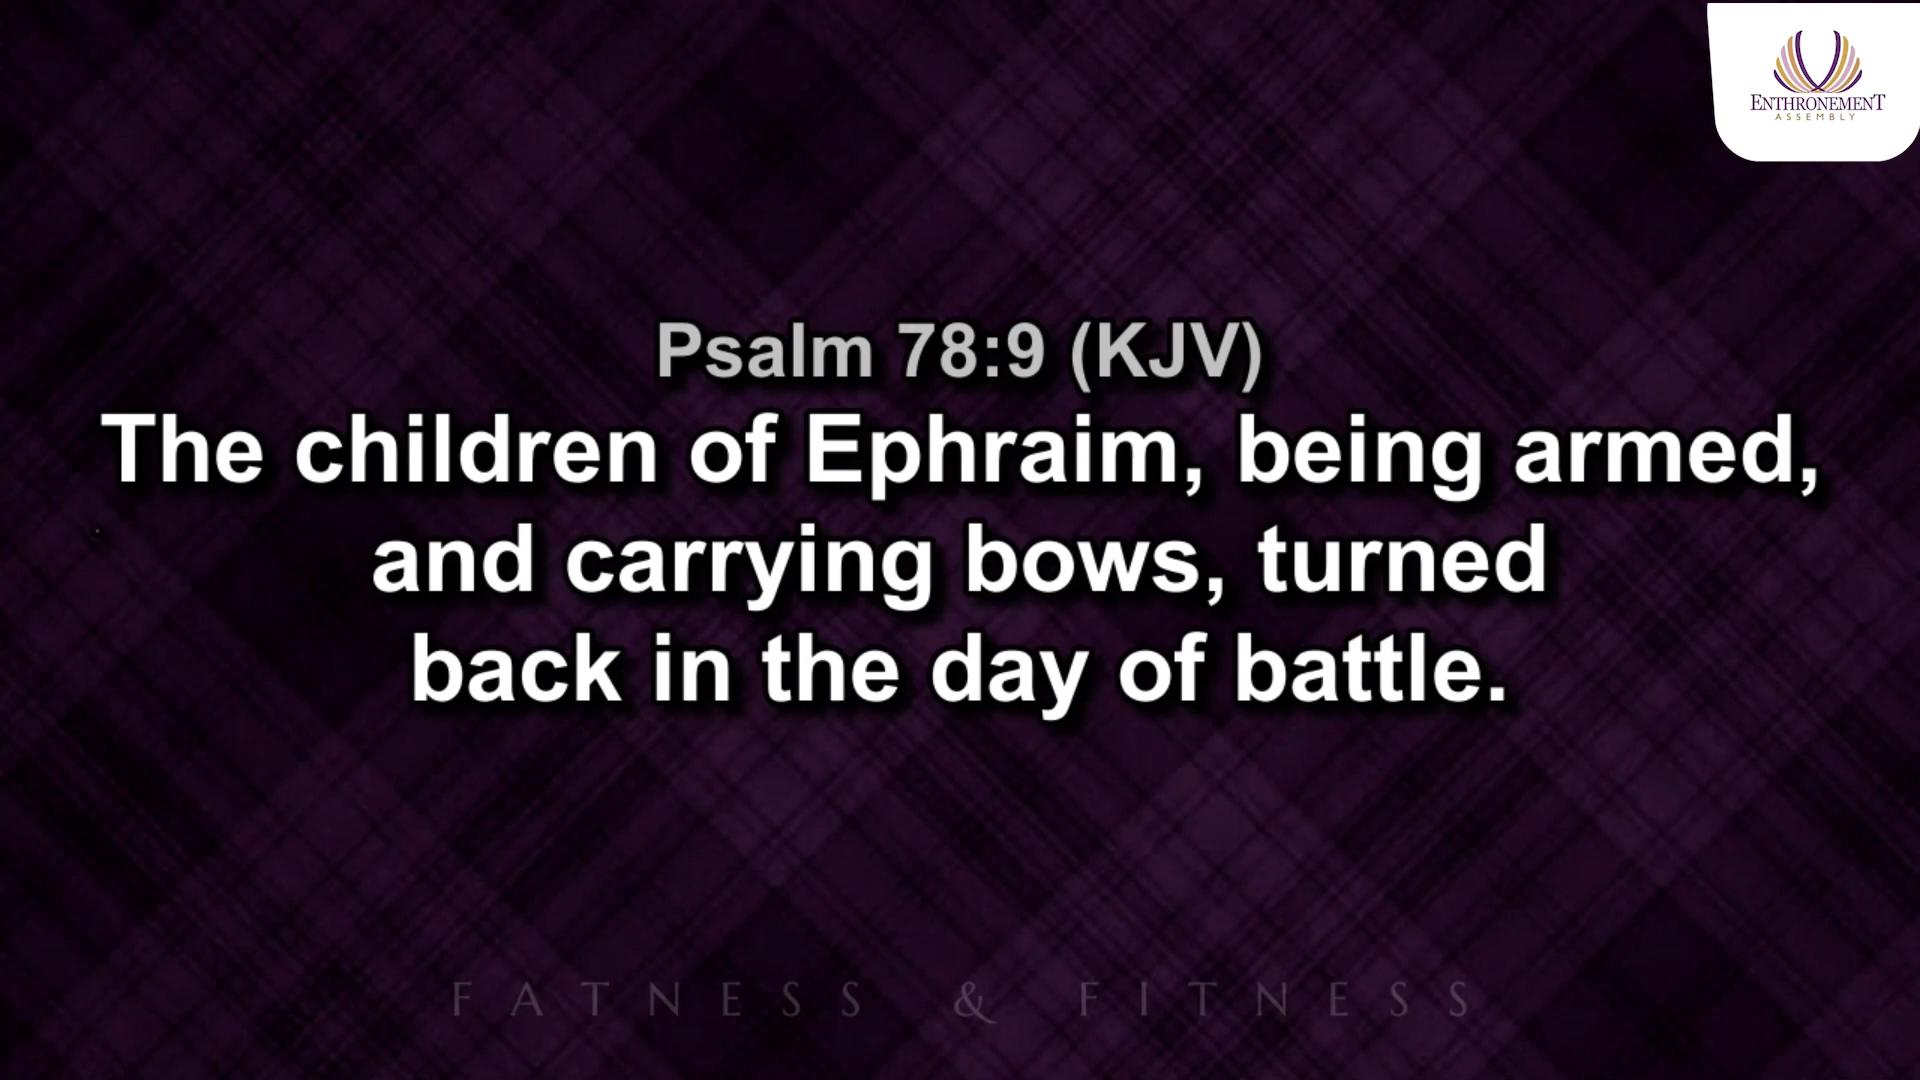 ENTHRONEMENT
ASSEMBLY
Psalm 78:9 (KJV)
The children of Ephraim, being armed,
and carrying bows, turned
back in the day of battle.
FATNESS & FITNESS